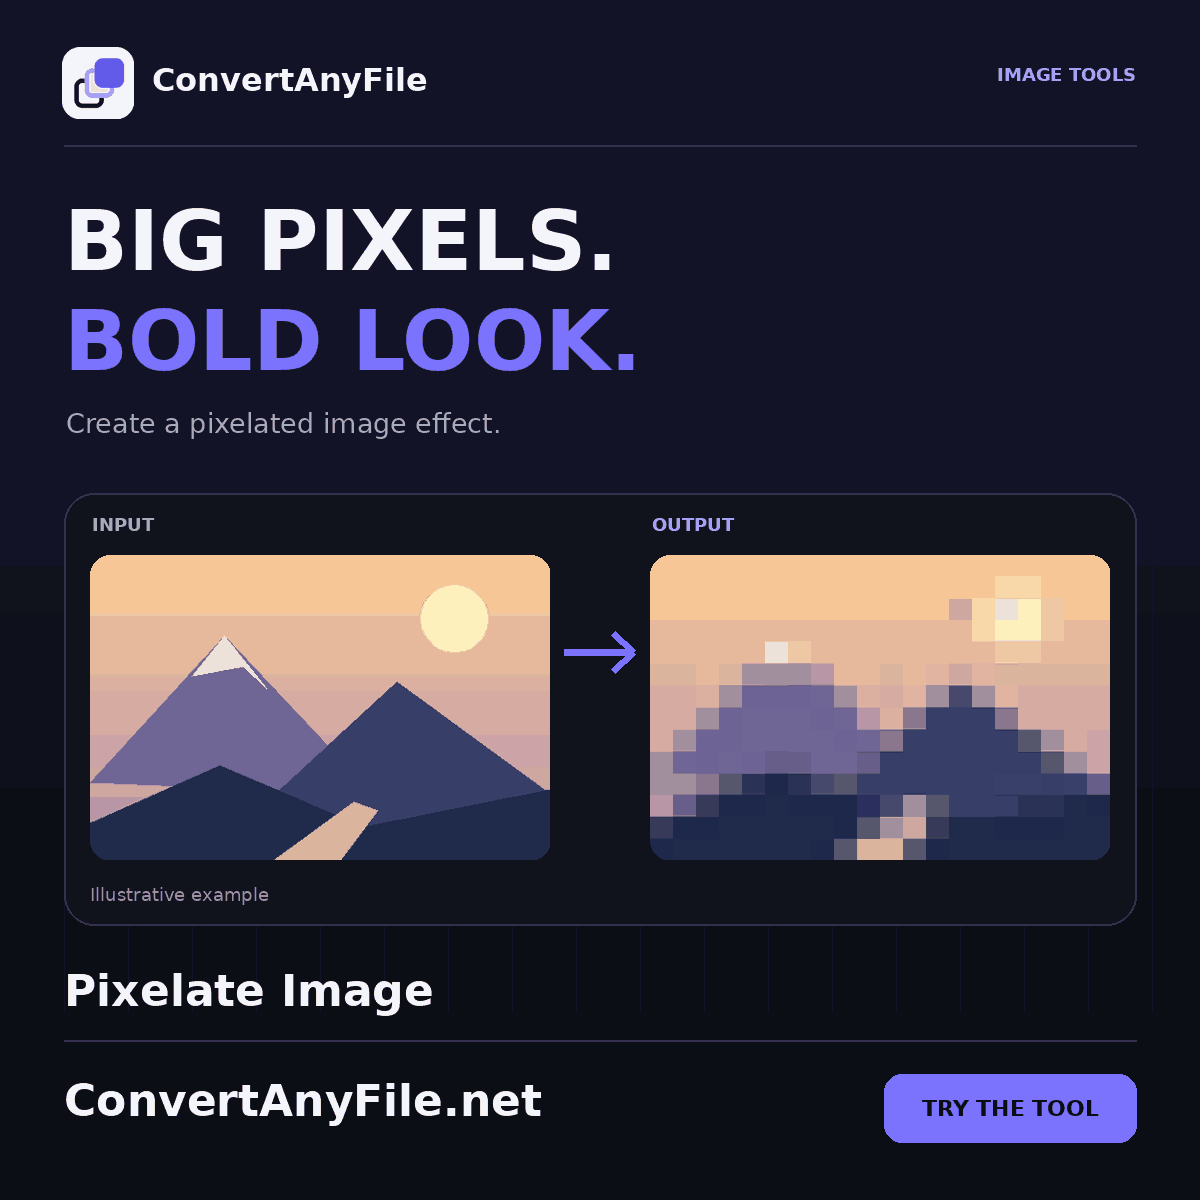 ConvertAnyFile
IMAGE TOOLS
BIG PIXELS.
BOLD LOOK.
Create a pixelated image effect.
INPUT
OUTPUT
Illustrative example
Pixelate Image
ConvertAnyFile.net
TRY THE TOOL